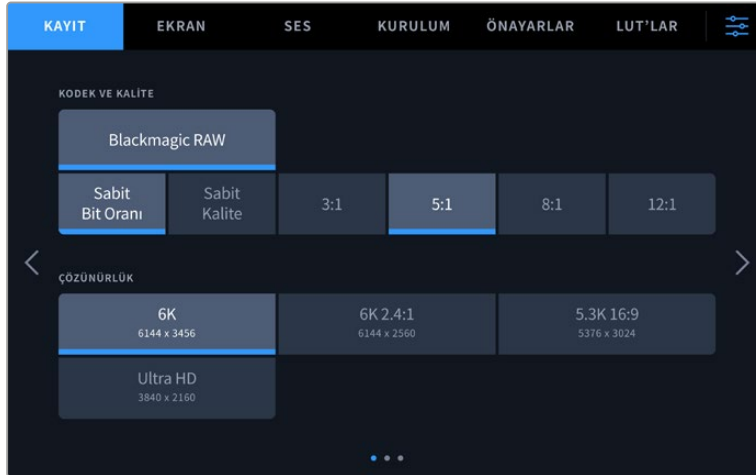 KAYIT EKRAN SES KURULUM ÖNAYARLAR LUT’LAR
KODEK VE KALİTE
Blackmagic RAW
Sabit Bit Oranı
Sabit Kalite
3:1
5:1
8:1
12:1
ÇÖZÜNÜRLÜK
6K
6144 x 3456
6K 2.4:1
6144 x 2560
5.3K 16:9
5376 x 3024
Ultra HD
3840 x 2160